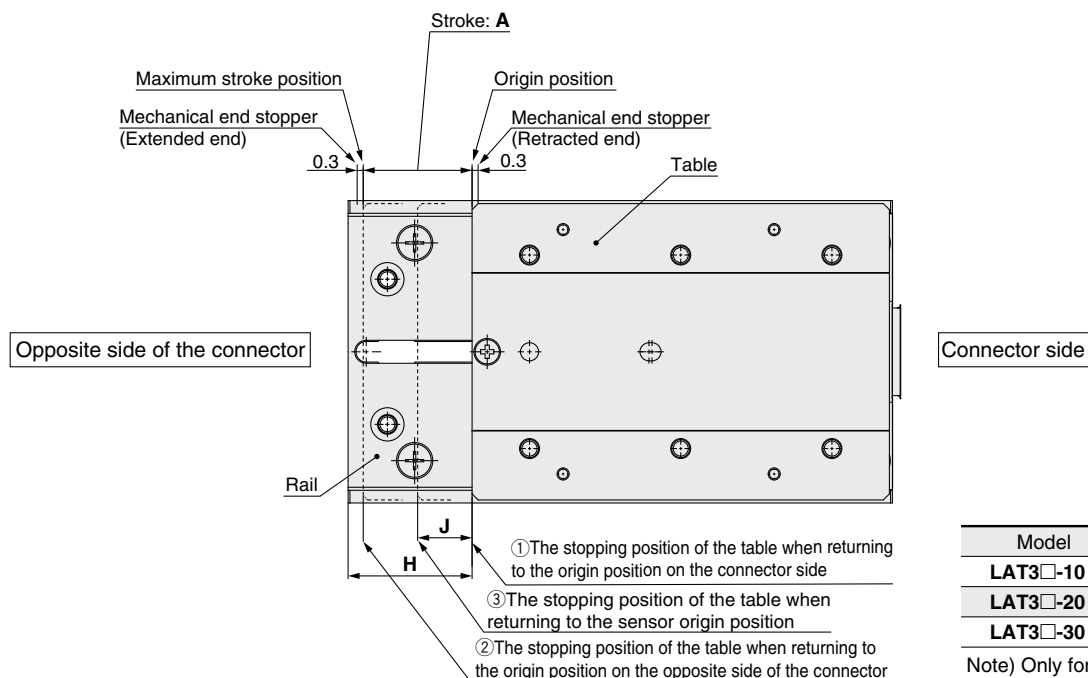 Stroke: A
Maximum stroke position
Origin position
Mechanical end stopper
(Extended end)
Mechanical end stopper
(Retracted end)
0.3
0.3
Table
Opposite side of the connector
Connector side
Rail
J
H
①The stopping position of the table when returning
to the origin position on the connector side
③The stopping position of the table when
returning to the sensor origin position
②The stopping position of the table when returning to
the origin position on the opposite side of the connector
Model
LAT3□-10
LAT3□-20
LAT3□-30
Note) Only for